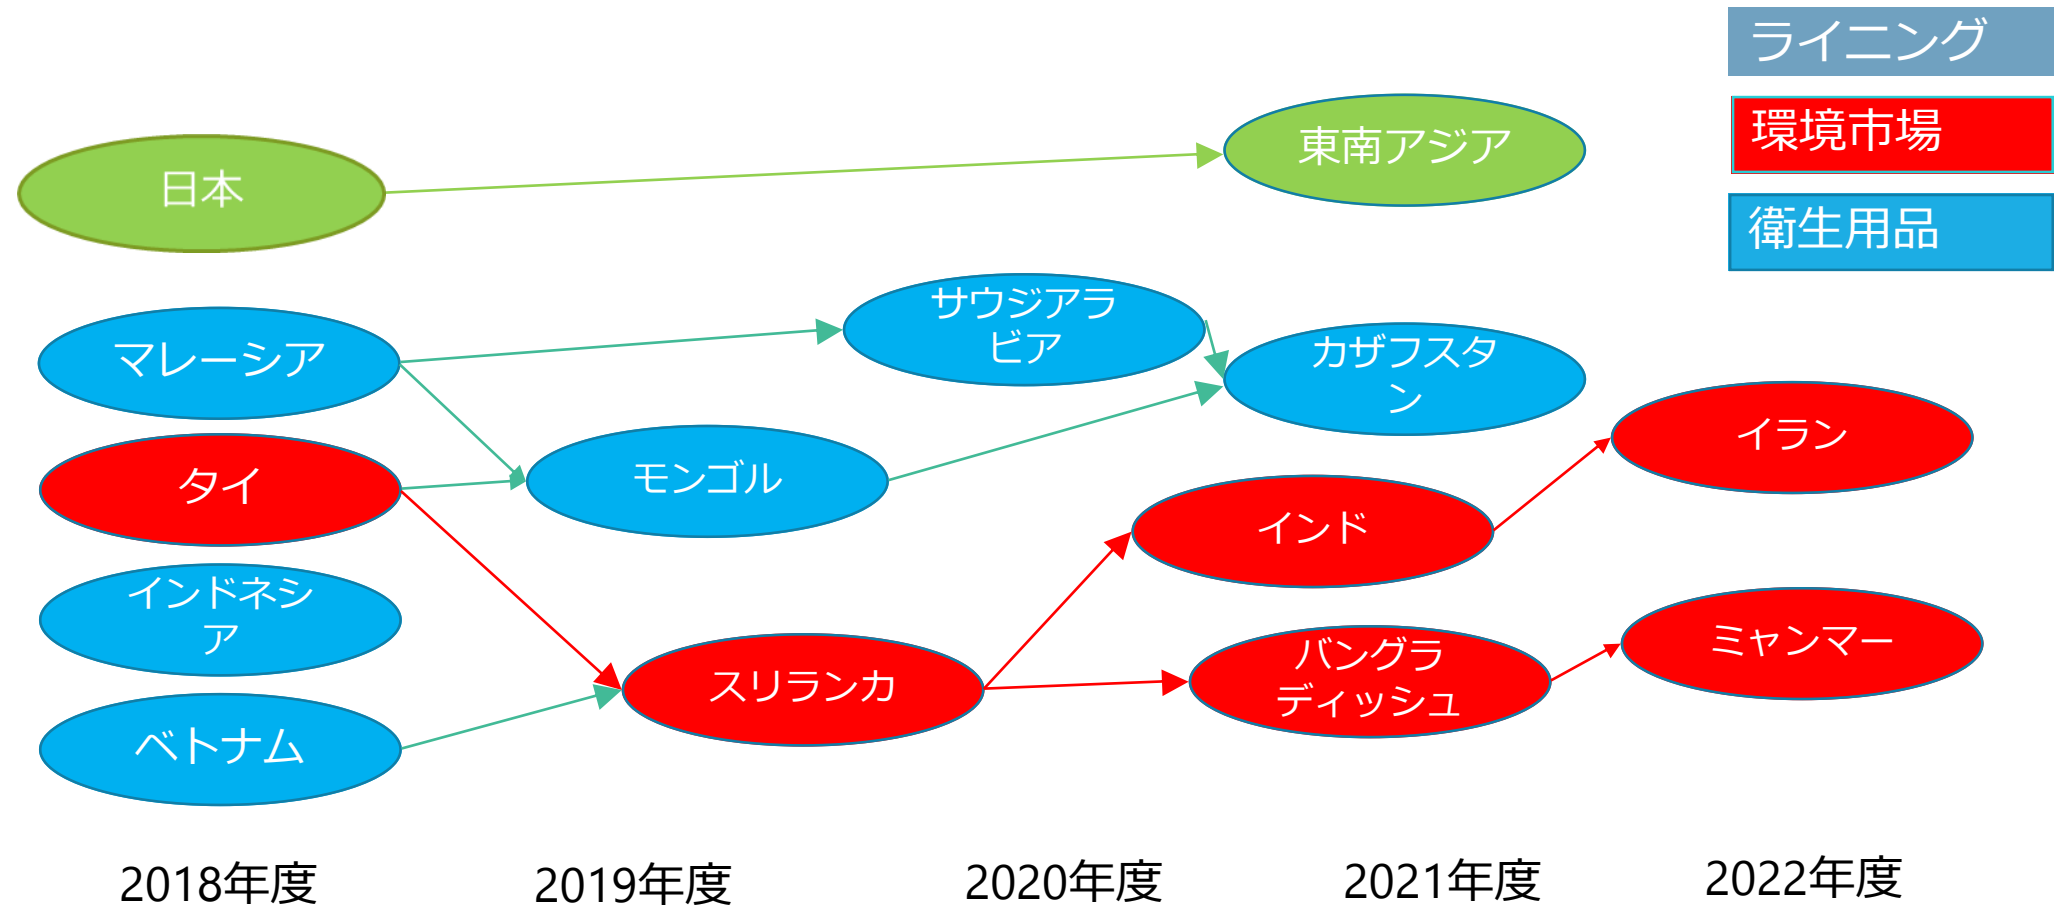 ライニング
環境市場
衛生用品
日本
東南アジア
マレーシア
サウジアラ
ビア
カザフスタ
ン
タイ
モンゴル
イラン
インド
インドネシ
ア
スリランカ
バングラ
ディッシュ
ミャンマー
ベトナム
2018年度
2019年度
2020年度
2021年度
2022年度